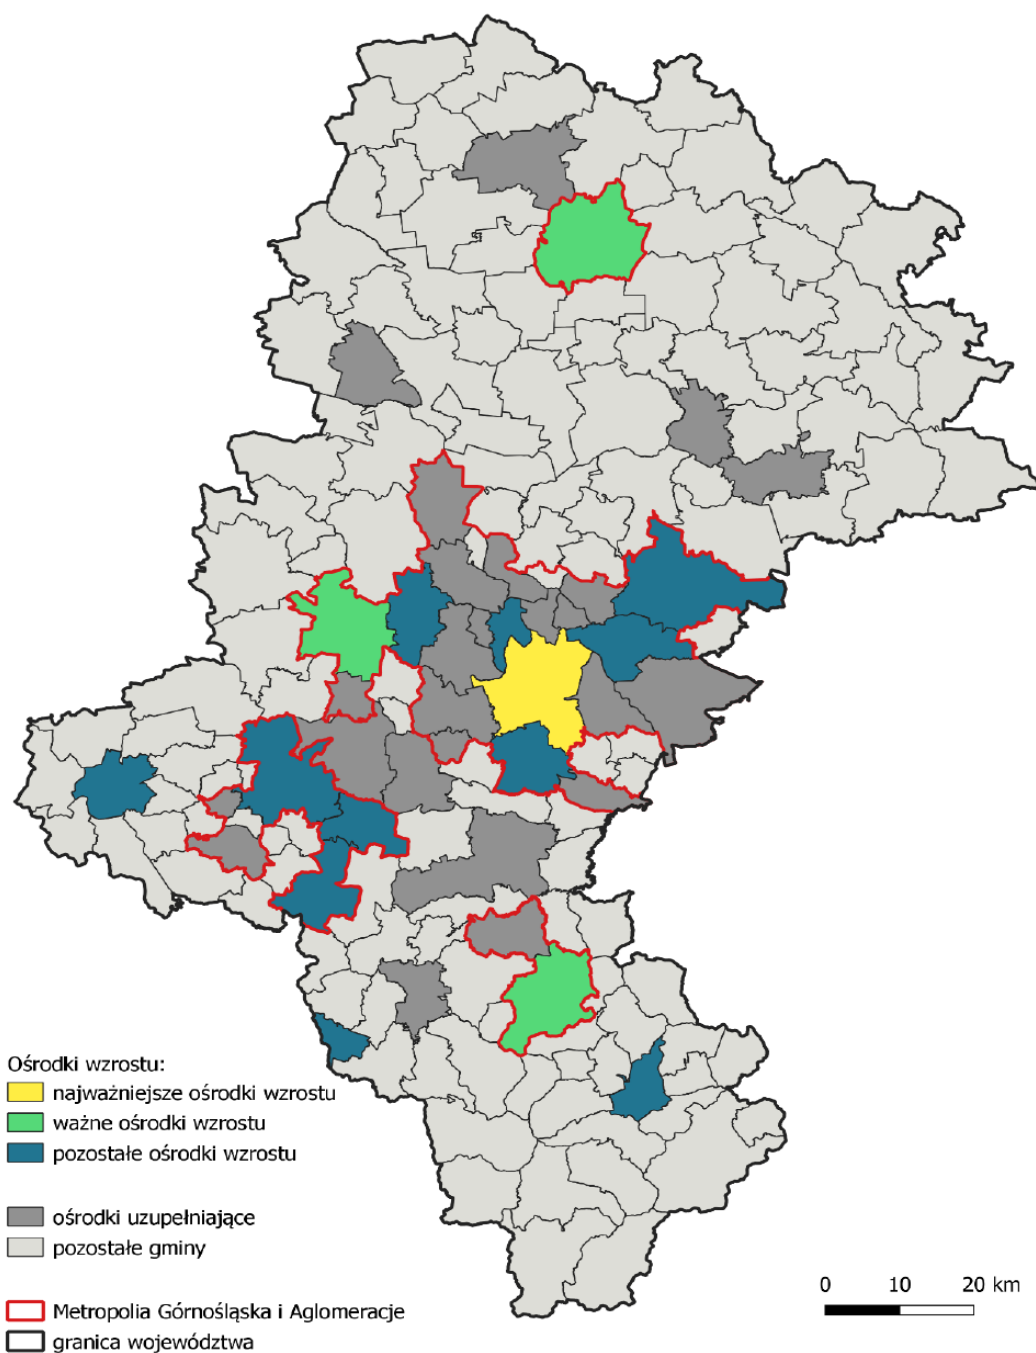 Ośrodki wzrostu:
najważniejsze ośrodki wzrostu
ważne ośrodki wzrostu
pozostałe ośrodki wzrostu
ośrodki uzupełniające
pozostałe gminy
Metropolia Górnośląska i Aglomeracje
granica województwa
0 10 20 km